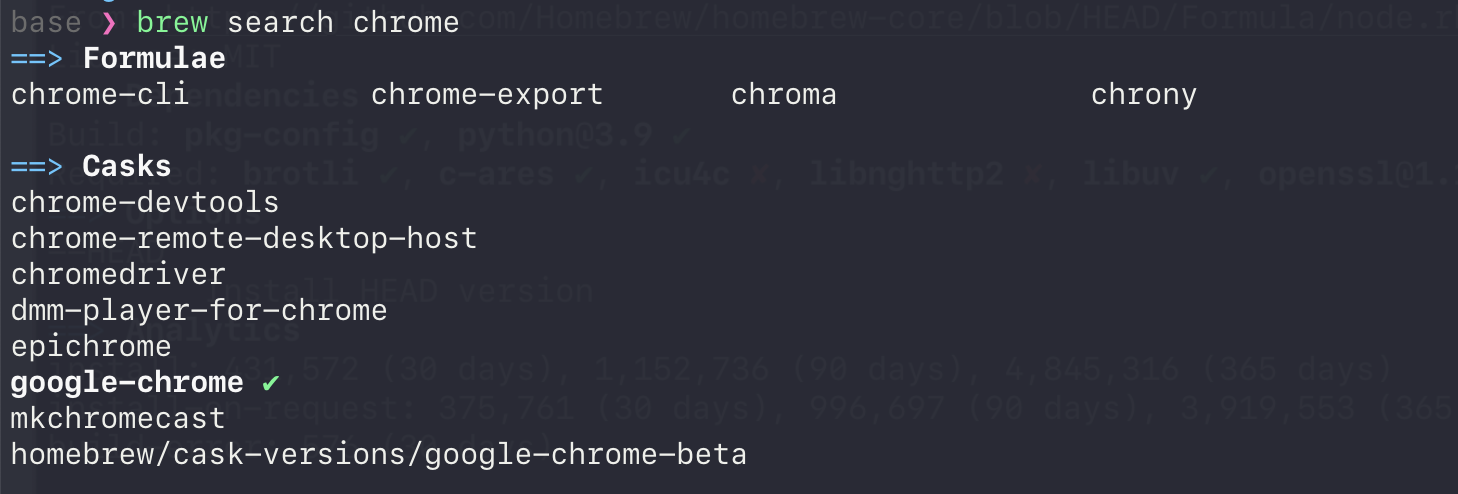 base ❯ brew search chrome
==> Formulae
chrome-cli chrome-export chroma chrony
==> Casks
chrome-devtools
chrome-remote-desktop-host
chromedriver
dmm-player-for-chrome
epichrome
google-chrome ✔
mkchromecast
homebrew/cask-versions/google-chrome-beta